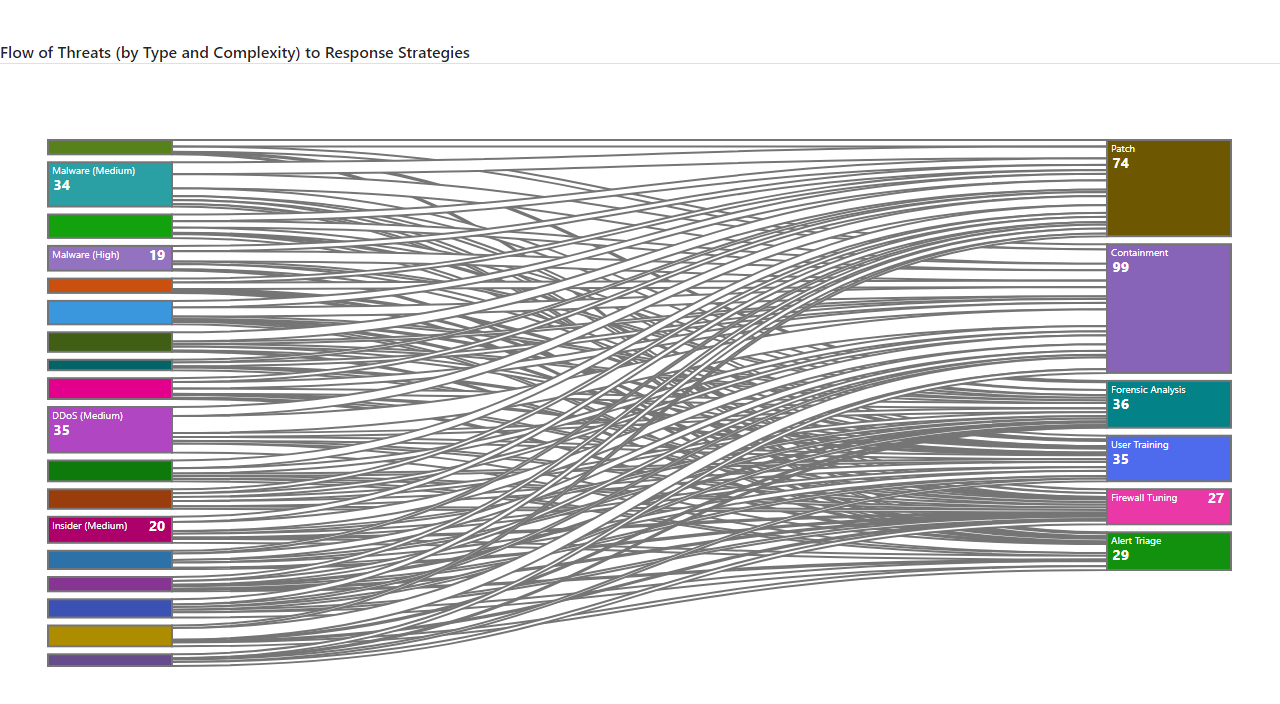 Flow of Threats (by Type and Complexity) to Response Strategies
Malware (Medium)
34
Malware (High) 19
DDoS (Medium)
35
Insider (Medium) 20
Patch
74
Containment
99
Forensic Analysis
36
User Training
35
Firewall Tuning 27
Alert Triage
29